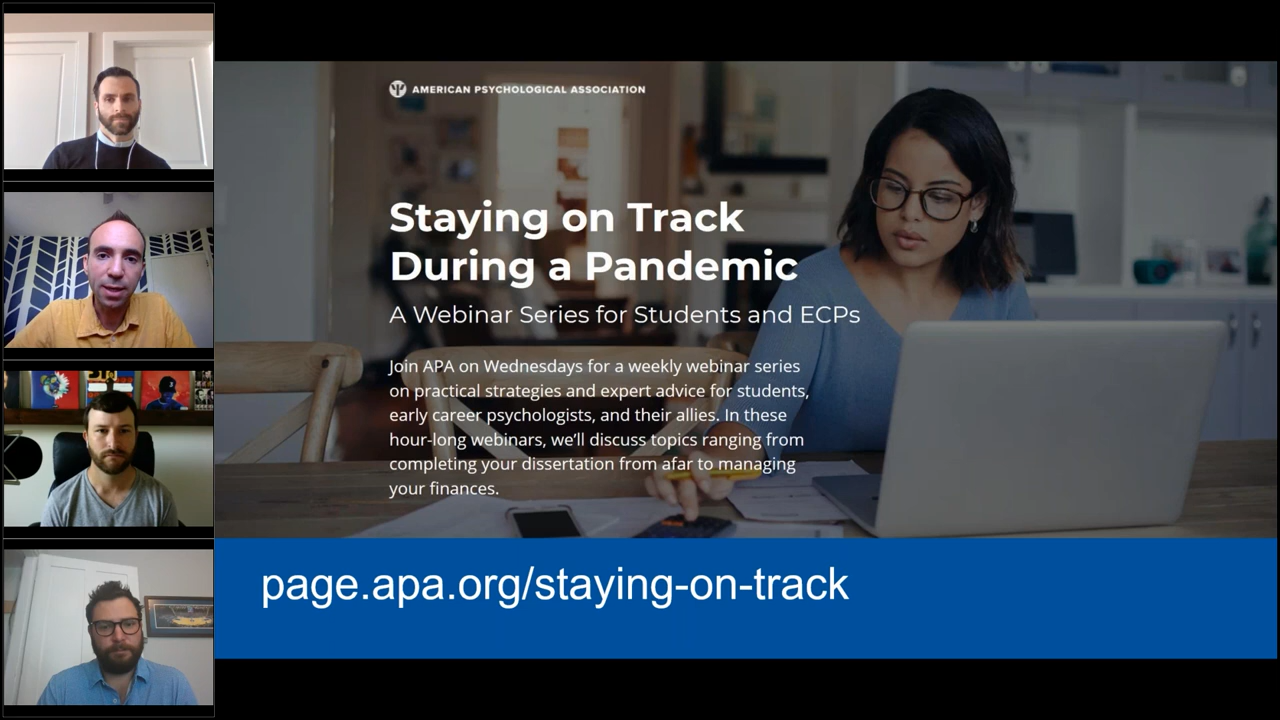 AMERICAN PSYCHOLOGICAL ASSOCIATION
Staying on Track
During a Pandemic
A Webinar Series for Students and ECPs
Join APA on Wednesdays for a weekly webinar series
on practical strategies and expert advice for students,
early career psychologists, and their allies. In these
hour-long webinars, we’ll discuss topics ranging from
completing your dissertation from afar to managing
your finances.
page.apa.org/staying-on-track